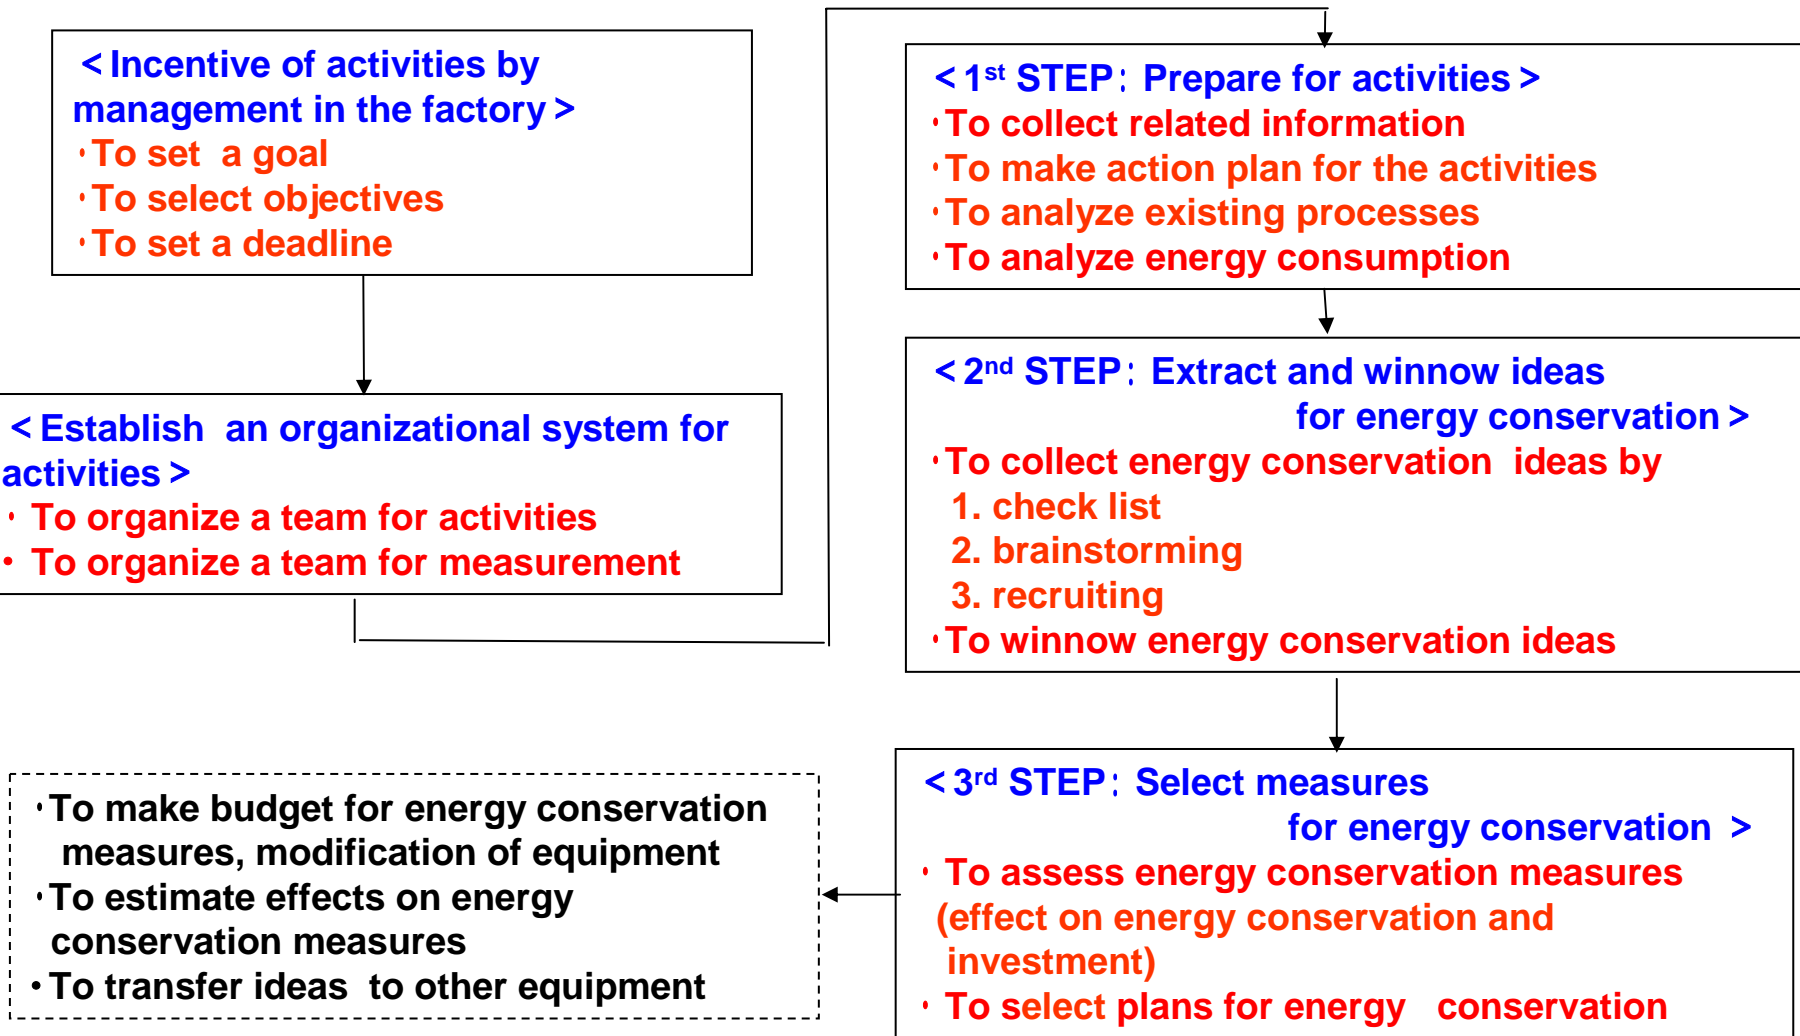 <Incentive of activities by
management in the factory>
・To set a goal
・To select objectives
・To set a deadline
<Establish an organizational system for
activities>
・ To organize a team for activities
・ To organize a team for measurement
<1st STEP: Prepare for activities>
・To collect related information
・To make action plan for the activities
・To analyze existing processes
・To analyze energy consumption
<2nd STEP: Extract and winnow ideas
for energy conservation>
・To collect energy conservation ideas by
1. check list
2. brainstorming
3. recruiting
・To winnow energy conservation ideas
<3rd STEP: Select measures
for energy conservation >
・ To assess energy conservation measures
(effect on energy conservation and
investment)
・ To select plans for energy conservation
・To make budget for energy conservation
measures, modification of equipment
・To estimate effects on energy
conservation measures
・To transfer ideas to other equipment